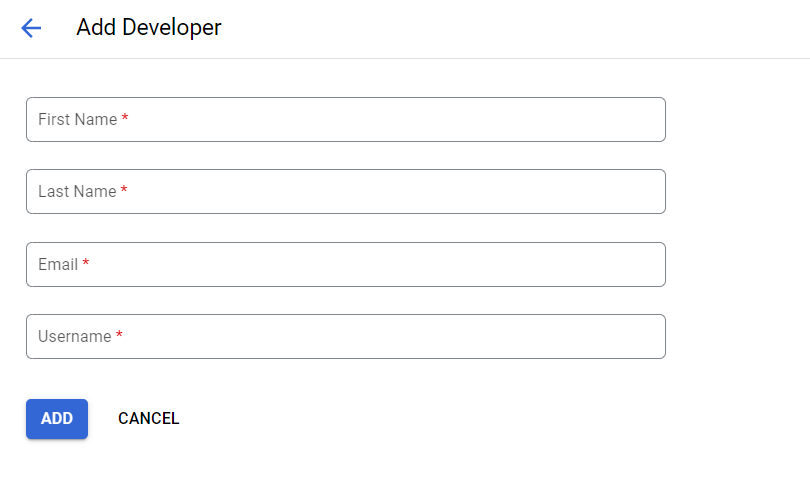 Add Developer
First Name *
Last Name *
Email *
Username *
ADD CANCEL